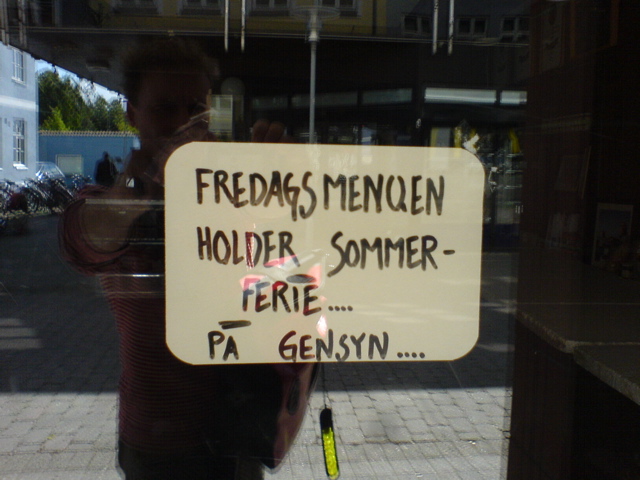 FREDAGSMENUEN
HOLDER SOMMER-
FERIE....
PÅ GENSYN....